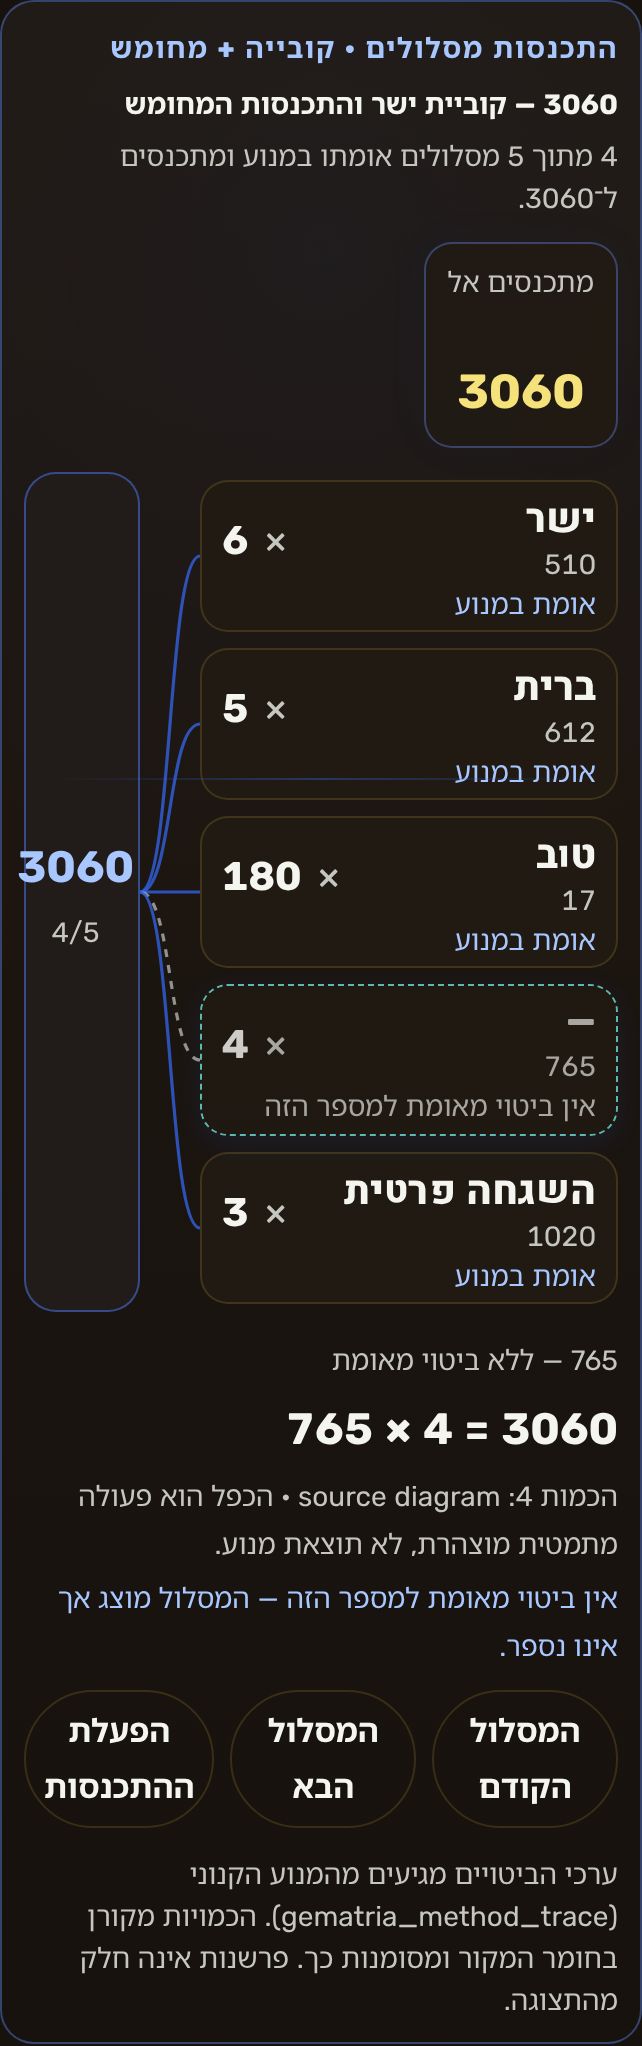 התכנסות מסלולים • קובייה + מחומש
3060 – קוביית ישר והתכנסות המחומש
4 מתוך 5 מסלולים אומתו במנוע ומתכנסים
ל־3060.
מתכנסים אל
3060
ישר
510
אומת במנוע
× 6
ברית
612
אומת במנוע
× 5
טוב
17
אומת במנוע
× 180
—
765
אין ביטוי מאומת למספר הזה
× 4
השגחה פרטית
1020
אומת במנוע
× 3
3060
4/5
765 – ללא ביטוי מאומת
765 × 4 = 3060
הכמות 4: source diagram • הכפל הוא פעולה
מתמטית מוצהרת, לא תוצאת מנוע.
אין ביטוי מאומת למספר הזה – המסלול מוצג אך
אינו נספר.
המסלול
הקודם
המסלול
הבא
הפעלת
ההתכנסות
ערכי הביטויים מגיעים מהמנוע הקנוני
(gematria_method_trace). הכמויות מקורן
בחומר המקור ומסומנות כך. פרשנות אינה חלק
מהתצוגה.